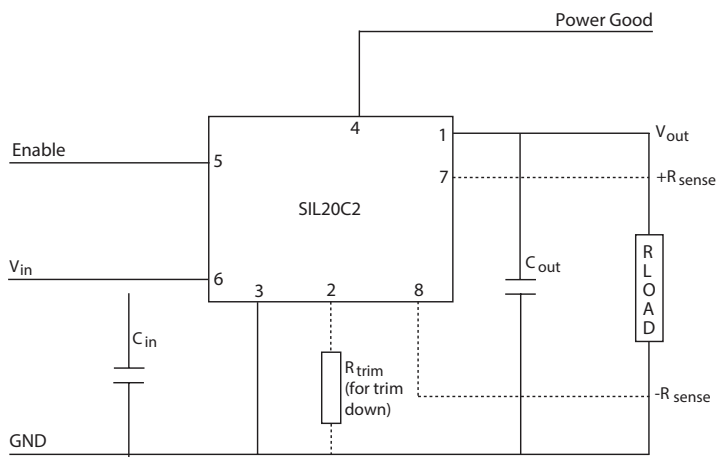 Power Good
4
1
Vout
Enable
5
7
+Rsense
SIL20C2
Vin
6
3
2
8
Cout
RLOAD
Cin
Rtrim
(for trim
down)
-Rsense
GND